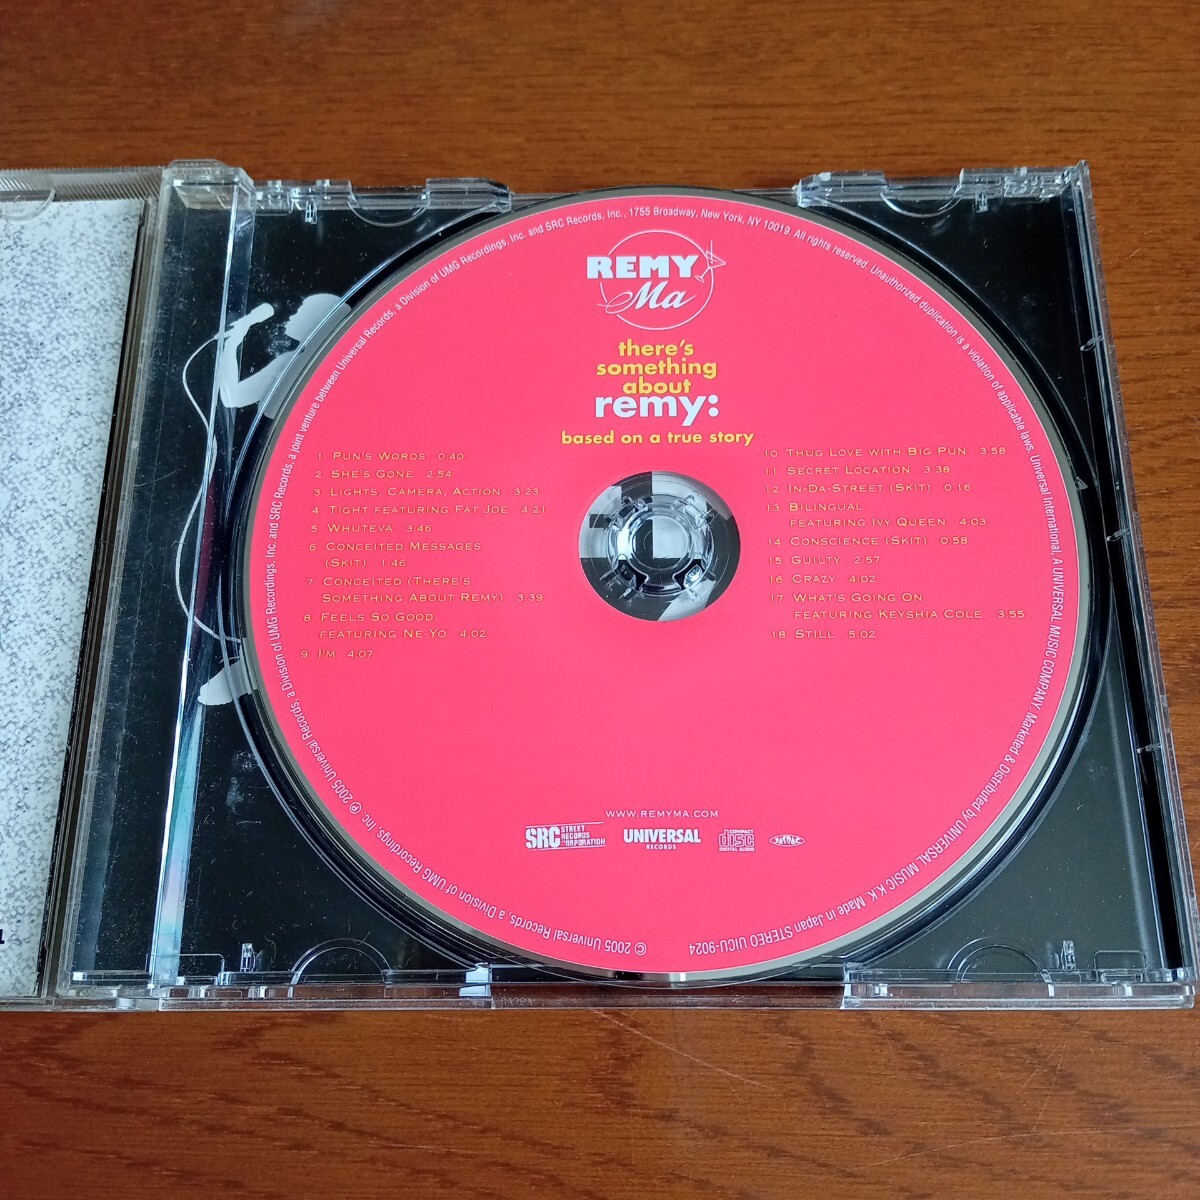 REMY
Ma
there's
something
about
remy:
based on a true story
1 PUN'S WORDS 0:40
2 SHE'S GONE 2:54
3 LIGHTS, CAMERA, ACTION 3:23
4 TIGHT FEATURING FAT JOE 4:21
5 WHUTEVA 3:46
6 CONCEITED MESSAGES
(SKIT) 1:46
7 CONCEITED (THERE'S
SOMETHING ABOUT REMY) 3:39
8 FEELS SO GOOD
FEATURING NE-YO 4:02
9 I'M 4:07
10 THUG LOVE WITH BIG PUN 3:58
11 SECRET LOCATION 3:38
12 IN-DA-STREET (SKIT) 0:16
13 BILINGUAL
FEATURING IVY QUEEN 4:03
14 CONSCIENCE (SKIT) 0:58
15 GUILTY 2:57
16 CRAZY 4:02
17 WHAT'S GOING ON
FEATURING KEYSHIA COLE 3:55
18 STILL 5:02
WWW.REMYMA.COM
SRC STREET
RECORDS
CORPORATION
UNIVERSAL
RECORDS
COMPACT
disc
DIGITAL AUDIO
℗ 2005 Universal Records, a Division of UMG Recordings, Inc. and SRC Records, a joint venture between Universal Records, a Division of UMG Recordings, Inc. and SRC Records, Inc., 1755 Broadway, New York, NY 10019. All rights reserved. Unauthorized duplication is a violation of applicable laws. Universal International, A UNIVERSAL MUSIC COMPANY. Marketed & Distributed by UNIVERSAL MUSIC K.K. Made in Japan STEREO UICU-9024
© 2005 Universal Records, a Division of UMG Recordings, Inc.